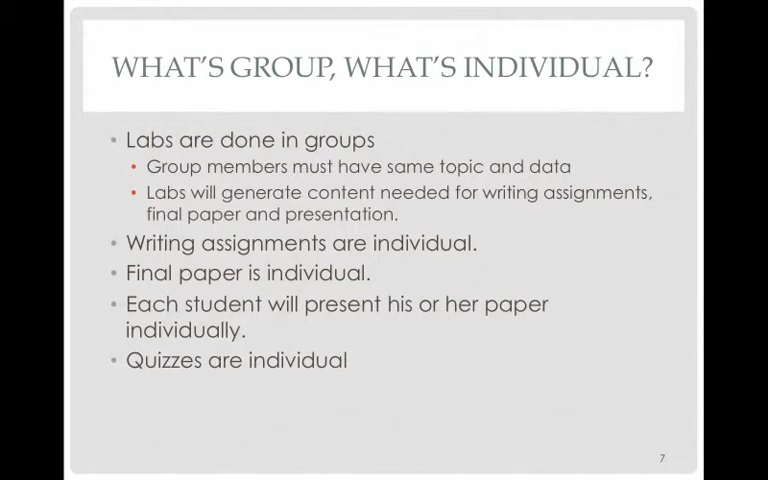 WHAT'S GROUP, WHAT'S INDIVIDUAL?
• Labs are done in groups
• Group members must have same topic and data
• Labs will generate content needed for writing assignments,
final paper and presentation.
• Writing assignments are individual.
• Final paper is individual.
• Each student will present his or her paper
individually.
• Quizzes are individual
7